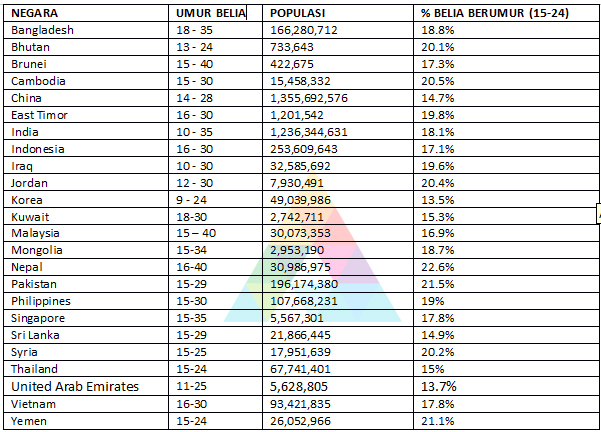 NEGARA UMUR BELIA POPULASI % BELIA BERUMUR (15-24)
Bangladesh 18 - 35 166,280,712 18.8%
Bhutan 13 - 24 733,643 20.1%
Brunei 15 - 40 422,675 17.3%
Cambodia 15 - 30 15,458,332 20.5%
China 14 - 28 1,355,692,576 14.7%
East Timor 16 - 30 1,201,542 19.8%
India 10 - 35 1,236,344,631 18.1%
Indonesia 16 - 30 253,609,643 17.1%
Iraq 10 - 30 32,585,692 19.6%
Jordan 12 - 30 7,930,491 20.4%
Korea 9 - 24 49,039,986 13.5%
Kuwait 18-30 2,742,711 15.3%
Malaysia 15 – 40 30,073,353 16.9%
Mongolia 15-34 2,953,190 18.7%
Nepal 16-40 30,986,975 22.6%
Pakistan 15-29 196,174,380 21.5%
Philippines 15-30 107,668,231 19%
Singapore 15-35 5,567,301 17.8%
Sri Lanka 15-29 21,866,445 14.9%
Syria 15-25 17,951,639 20.2%
Thailand 15-24 67,741,401 15%
United Arab Emirates 11-25 5,628,805 13.7%
Vietnam 16-30 93,421,835 17.8%
Yemen 15-24 26,052,966 21.1%